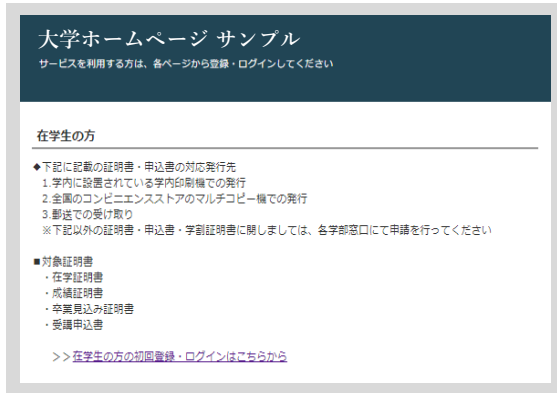 大学ホームページ サンプル
サービスを利用する方は、各ページから登録・ログインしてください
在学生の方
◆下記に記載の証明書・申込書の対応発行先
1.学内に設置されている学内印刷機での発行
2.全国のコンビニエンスストアのマルチコピー機での発行
3.郵送での受け取り
※下記以外の証明書・申込書・学割証明書に関しましては、各学部窓口にて申請を行ってください
■対象証明書
・在学証明書
・成績証明書
・卒業見込み証明書
・受講申込書
>>在学生の方の初回登録・ログインはこちらから